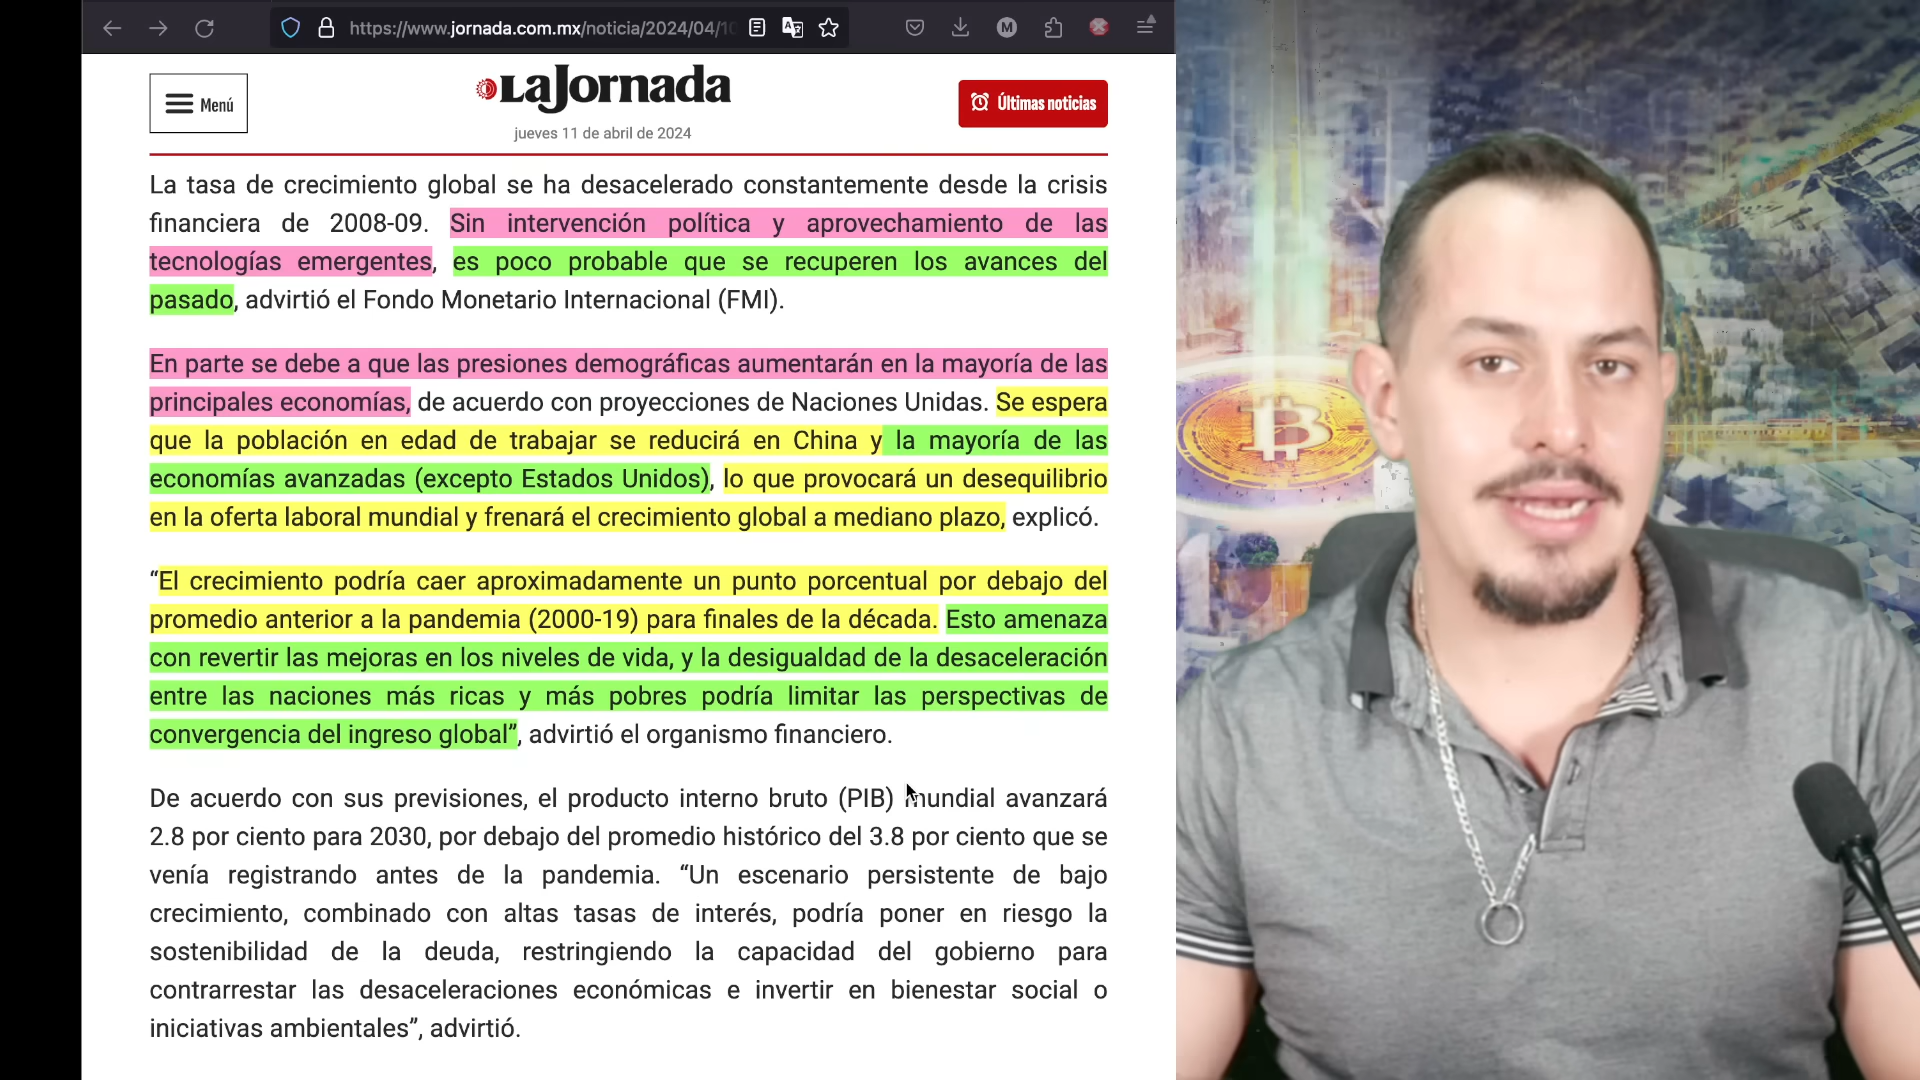 https://www.jornada.com.mx/noticia/2024/04/10
M
Menú
LaJornada
Últimas noticias
jueves 11 de abril de 2024
La tasa de crecimiento global se ha desacelerado constantemente desde la crisis
financiera de 2008-09. Sin intervención política y aprovechamiento de las
tecnologías emergentes, es poco probable que se recuperen los avances del
pasado, advirtió el Fondo Monetario Internacional (FMI).
En parte se debe a que las presiones demográficas aumentarán en la mayoría de las
principales economías, de acuerdo con proyecciones de Naciones Unidas. Se espera
que la población en edad de trabajar se reducirá en China y la mayoría de las
economías avanzadas (excepto Estados Unidos), lo que provocará un desequilibrio
en la oferta laboral mundial y frenará el crecimiento global a mediano plazo, explicó.
“El crecimiento podría caer aproximadamente un punto porcentual por debajo del
promedio anterior a la pandemia (2000-19) para finales de la década. Esto amenaza
con revertir las mejoras en los niveles de vida, y la desigualdad de la desaceleración
entre las naciones más ricas y más pobres podría limitar las perspectivas de
convergencia del ingreso global”, advirtió el organismo financiero.
De acuerdo con sus previsiones, el producto interno bruto (PIB) mundial avanzará
2.8 por ciento para 2030, por debajo del promedio histórico del 3.8 por ciento que se
venía registrando antes de la pandemia. “Un escenario persistente de bajo
crecimiento, combinado con altas tasas de interés, podría poner en riesgo la
sostenibilidad de la deuda, restringiendo la capacidad del gobierno para
contrarrestar las desaceleraciones económicas e invertir en bienestar social o
iniciativas ambientales”, advirtió.